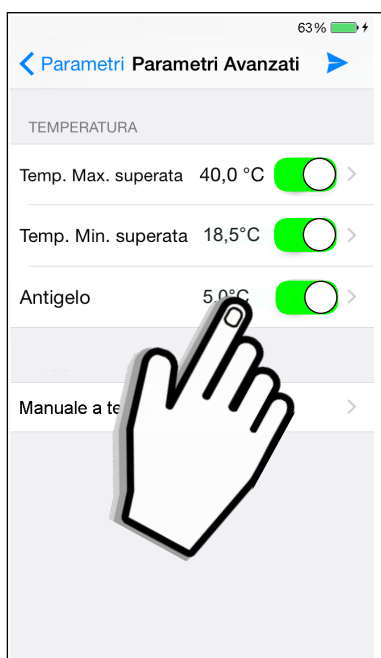 63%
Parametri Parametri Avanzati
TEMPERATURA
Temp. Max. superata 40,0 °C
Temp. Min. superata 18,5°C
Antigelo 5,0°C
Manuale a